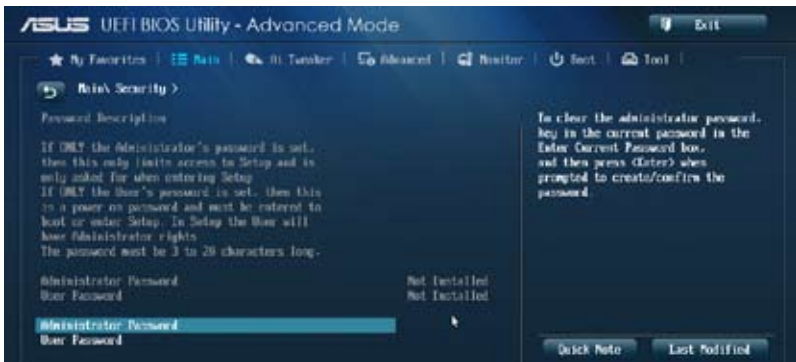 ASUS UEFI BIOS Utility - Advanced Mode
Exit
My Favorites
Main
Ai Tweaker
Advanced
Monitor
Boot
Tool
Main\ Security >
Password Description
If ONLY the Administrator's password is set,
then this only limits access to Setup and is
only asked for when entering Setup
If ONLY the User's password is set, then this
is a power on password and must be entered to
boot or enter Setup. In Setup the User will
have Administrator rights
The password must be 3 to 20 characters long.
Administrator Password Not Installed
User Password Not Installed
Administrator Password
User Password
To clear the administrator password,
key in the current password in the
Enter Current Password box,
and then press <Enter> when
prompted to create/confirm the
password.
Quick Note
Last Modified